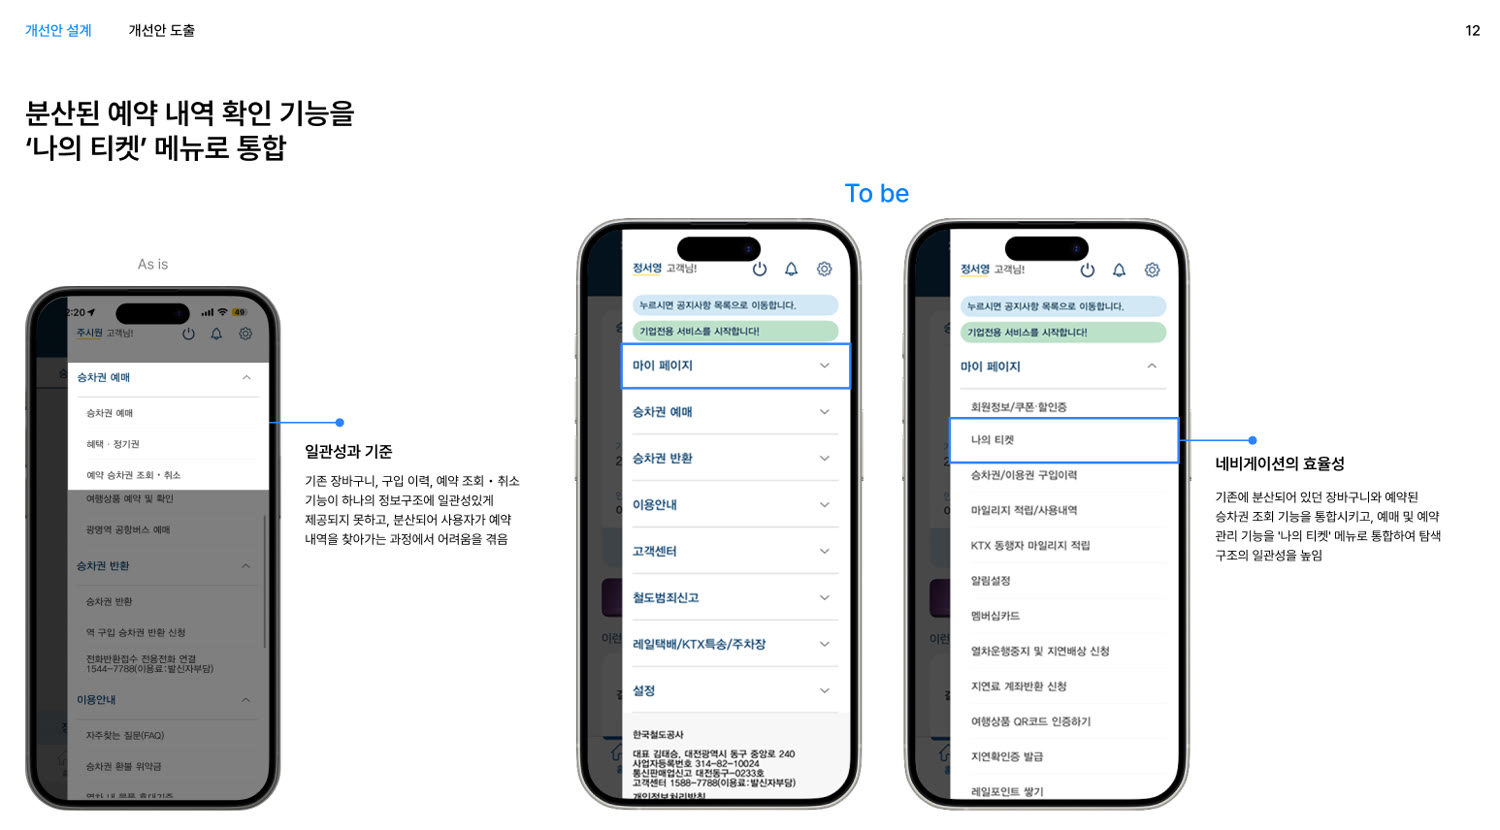 개선안 설계
개선안 도출
12
분산된 예약 내역 확인 기능을
‘나의 티켓’ 메뉴로 통합
As is
2:20
49
주시원 고객님!
승차권 예매
승차권 예매
혜택 · 정기권
예약 승차권 조회 • 취소
여행상품 예약 및 확인
광명역 공항버스 예매
승차권 반환
승차권 반환
역 구입 승차권 반환 신청
전화반환접수 전용전화 연결
1544-7788(이용료:발신자부담)
이용안내
자주찾는 질문(FAQ)
승차권 환불 위약금
열차 내 물품 휴대기준
일관성과 기준
기존 장바구니, 구입 이력, 예약 조회 • 취소
기능이 하나의 정보구조에 일관성있게
제공되지 못하고, 분산되어 사용자가 예약
내역을 찾아가는 과정에서 어려움을 겪음
To be
정서영 고객님!
누르시면 공지사항 목록으로 이동합니다.
기업전용 서비스를 시작합니다!
마이 페이지
승차권 예매
승차권 반환
이용안내
고객센터
철도범죄신고
레일택배/KTX특송/주차장
설정
한국철도공사
대표 김태승, 대전광역시 동구 중앙로 240
사업자등록번호 314-82-10024
통신판매업신고 대전동구-0233호
고객센터 1588-7788(이용료:발신자부담)
개인정보처리방침
이런
정서영 고객님!
누르시면 공지사항 목록으로 이동합니다.
기업전용 서비스를 시작합니다!
마이 페이지
회원정보/쿠폰·할인증
나의 티켓
승차권/이용권 구입이력
마일리지 적립/사용내역
KTX 동행자 마일리지 적립
알림설정
멤버십카드
열차운행중지 및 지연배상 신청
지연료 계좌반환 신청
여행상품 QR코드 인증하기
지연확인증 발급
레일포인트 쌓기
이런
네비게이션의 효율성
기존에 분산되어 있던 장바구니와 예약된
승차권 조회 기능을 통합시키고, 예매 및 예약
관리 기능을 '나의 티켓' 메뉴로 통합하여 탐색
구조의 일관성을 높임